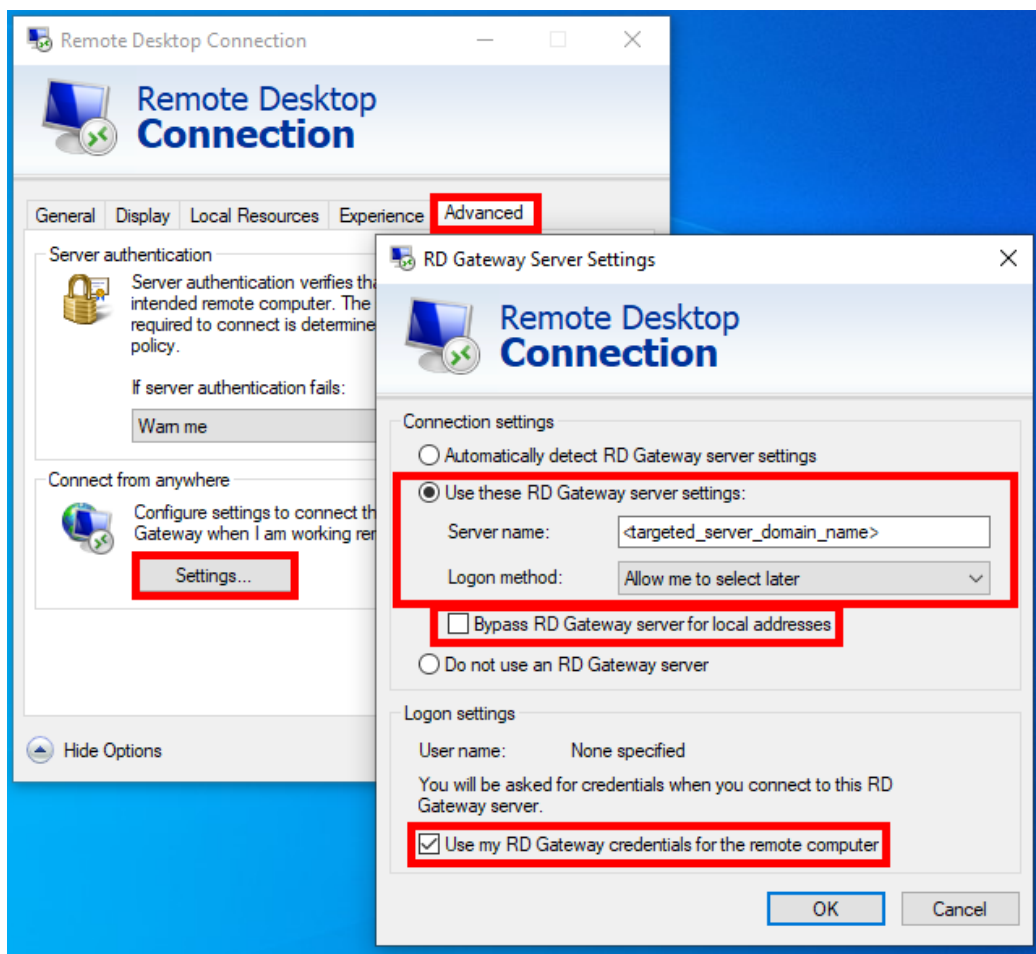 Remote Desktop Connection
Remote Desktop
Connection
General Display Local Resources Experience Advanced
Server authentication
Server authentication verifies
intended remote computer. The
required to connect is
policy.
If server authentication fails:
Warn me
Connect from anywhere
Configure settings to connect
Gateway when I am working
Settings...
Hide Options
RD Gateway Server Settings
Remote Desktop
Connection
Connection settings
Automatically detect RD Gateway server settings
Use these RD Gateway server settings:
Server name: <targeted_server_domain_name>
Logon method: Allow me to select later
Bypass RD Gateway server for local addresses
Do not use an RD Gateway server
Logon settings
User name: None specified
You will be asked for credentials when you connect to this RD
Gateway server.
Use my RD Gateway credentials for the remote computer
OK Cancel